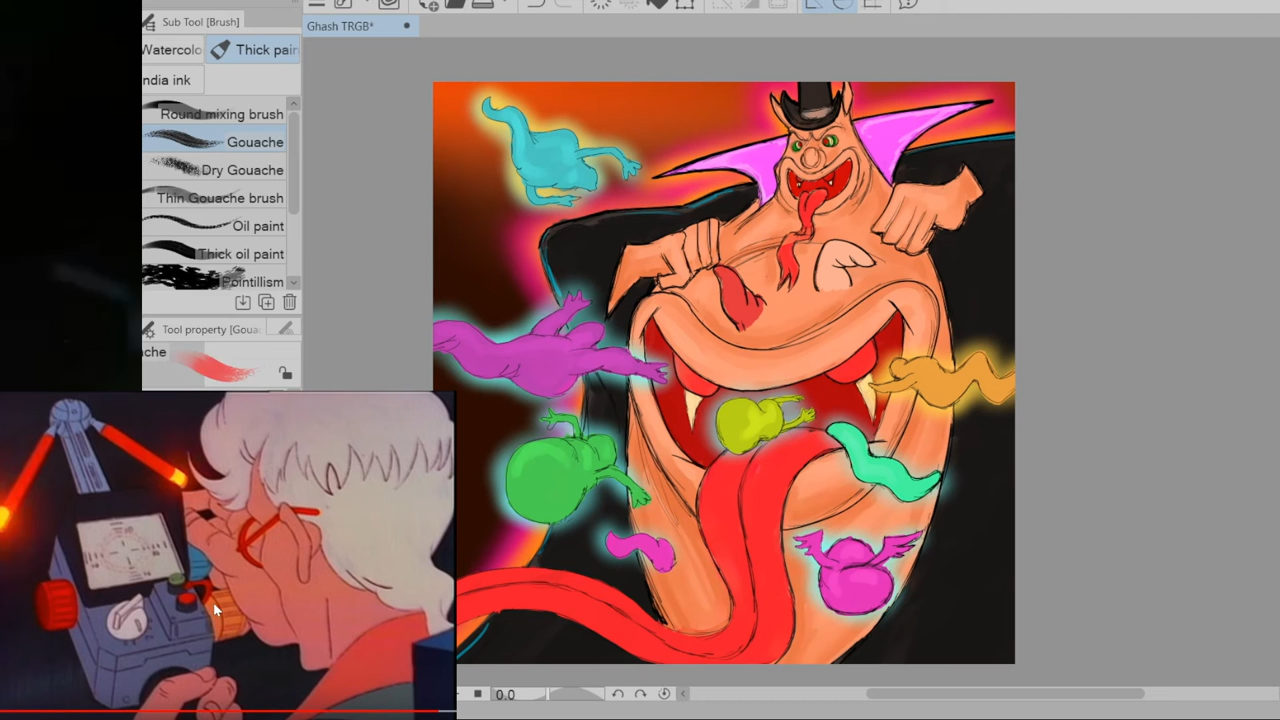 Sub Tool [Brush]
Ghash TRGB*
Watercolo
Thick pain
ndia ink
Round mixing brush
Gouache
Dry Gouache
Thin Gouache brush
Oil paint
Thick oil paint
Pointillism
Tool property [Goua
che
0.0